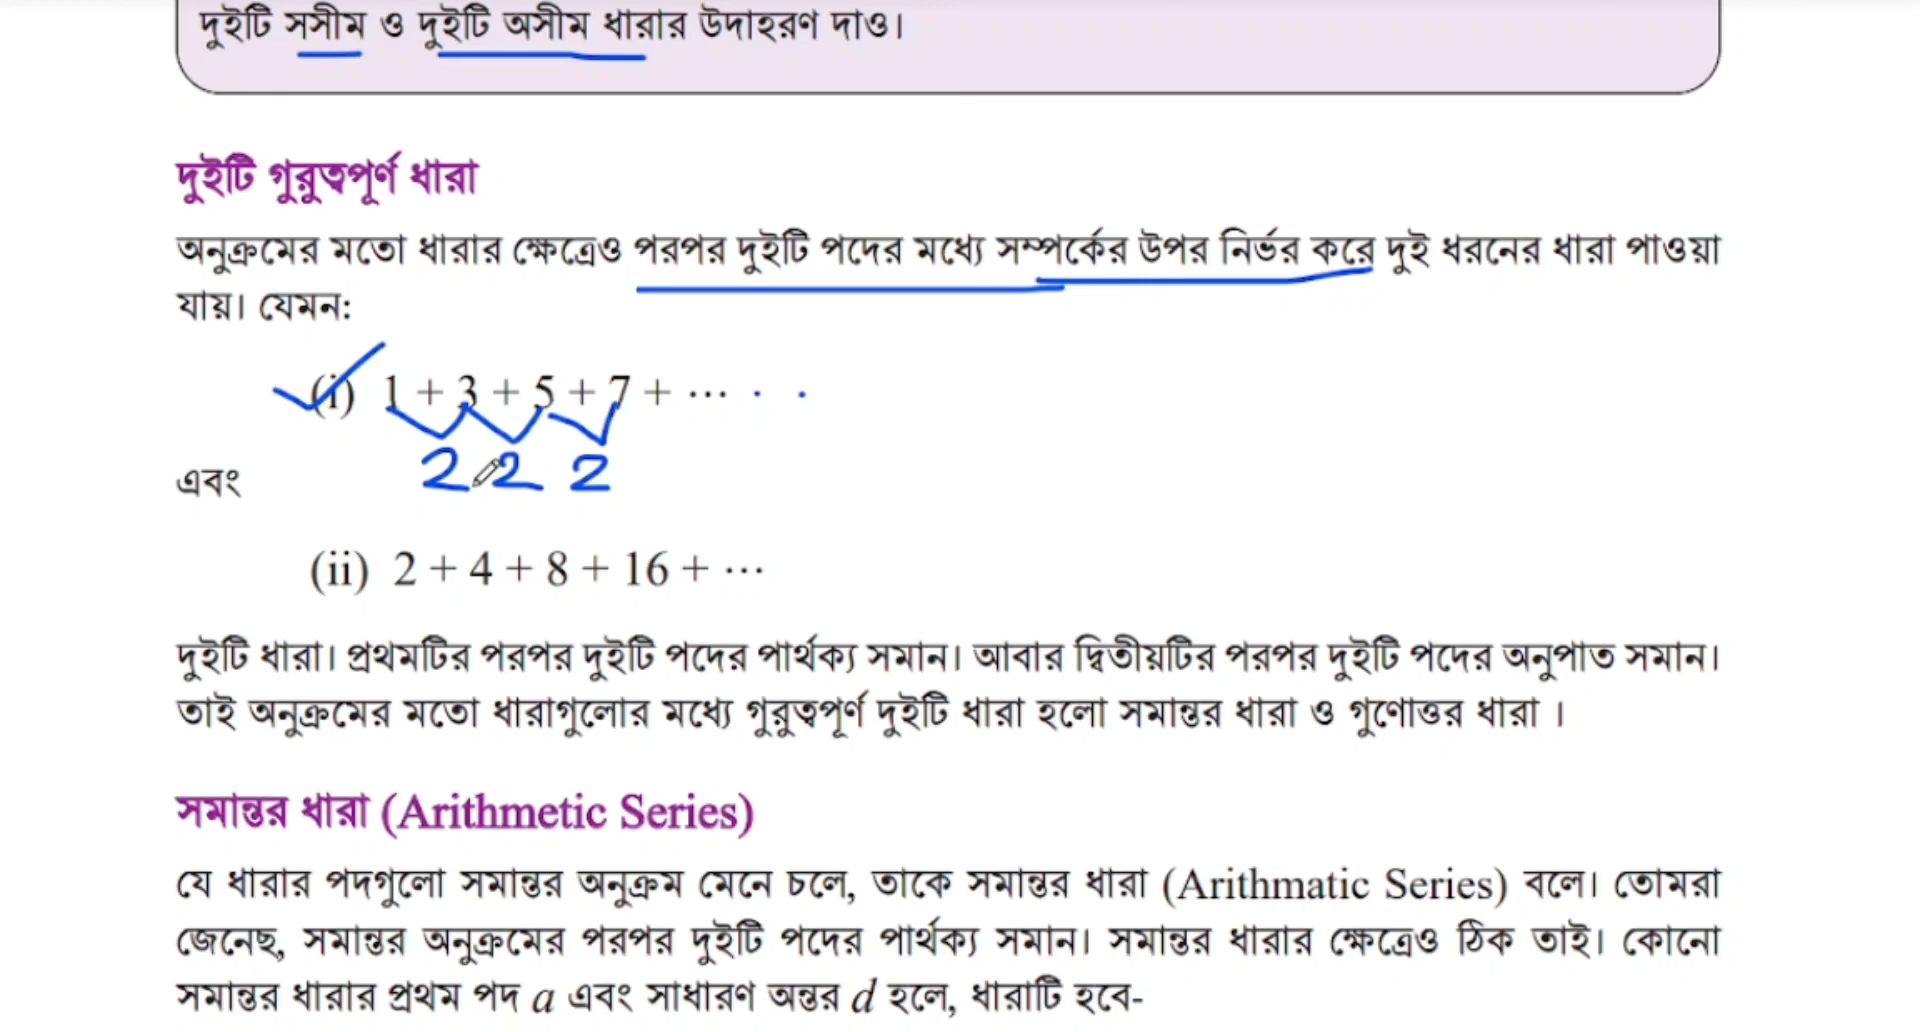 দুইটি সসীম ও দুইটি অসীম ধারার উদাহরণ দাও।
দুইটি গুরুত্বপূর্ণ ধারা
অনুক্রমের মতো ধারার ক্ষেত্রেও পরপর দুইটি পদের মধ্যে সম্পর্কের উপর নির্ভর করে দুই ধরনের ধারা পাওয়া
যায়। যেমন:
(i) 1 + 3 + 5 + 7 + ⋯ . .
2 2 2
এবং
(ii) 2 + 4 + 8 + 16 + ⋯
দুইটি ধারা। প্রথমটির পরপর দুইটি পদের পার্থক্য সমান। আবার দ্বিতীয়টির পরপর দুইটি পদের অনুপাত সমান।
তাই অনুক্রমের মতো ধারাগুলোর মধ্যে গুরুত্বপূর্ণ দুইটি ধারা হলো সমান্তর ধারা ও গুণোত্তর ধারা ।
সমান্তর ধারা (Arithmetic Series)
যে ধারার পদগুলো সমান্তর অনুক্রম মেনে চলে, তাকে সমান্তর ধারা (Arithmatic Series) বলে। তোমরা
জেনেছ, সমান্তর অনুক্রমের পরপর দুইটি পদের পার্থক্য সমান। সমান্তর ধারার ক্ষেত্রেও ঠিক তাই। কোনো
সমান্তর ধারার প্রথম পদ a এবং সাধারণ অন্তর d হলে, ধারাটি হবে-